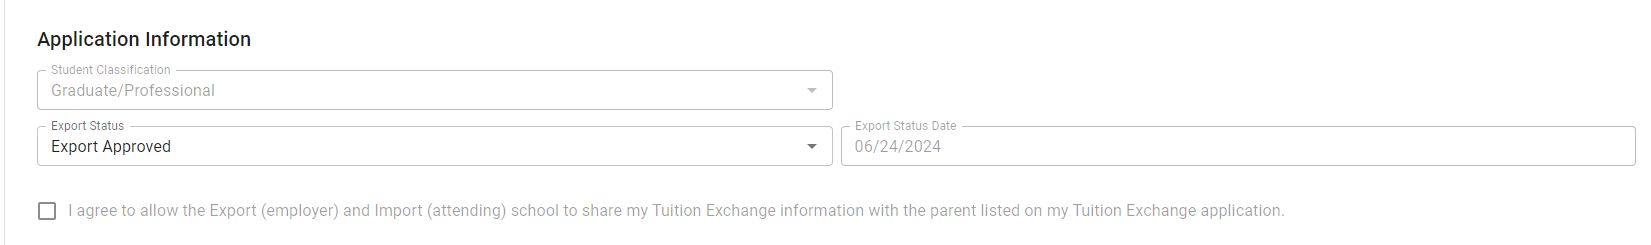 Application Information
Student Classification
Graduate/Professional
Export Status
Export Approved
Export Status Date
06/24/2024
I agree to allow the Export (employer) and Import (attending) school to share my Tuition Exchange information with the parent listed on my Tuition Exchange application.